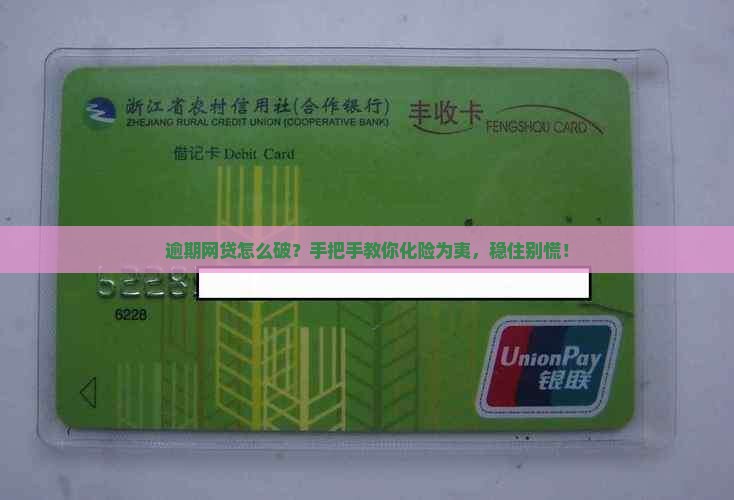 浙江省农村信用社(合作银行)
ZHEJIANG RURAL CREDIT UNION (COOPERATIVE BANK)
丰收卡 FENGSHOU CARD
借记卡 Debit Card
逾期网贷怎么破？手把手教你化险为夷，稳住别慌！
6228
6228
UnionPay
银联